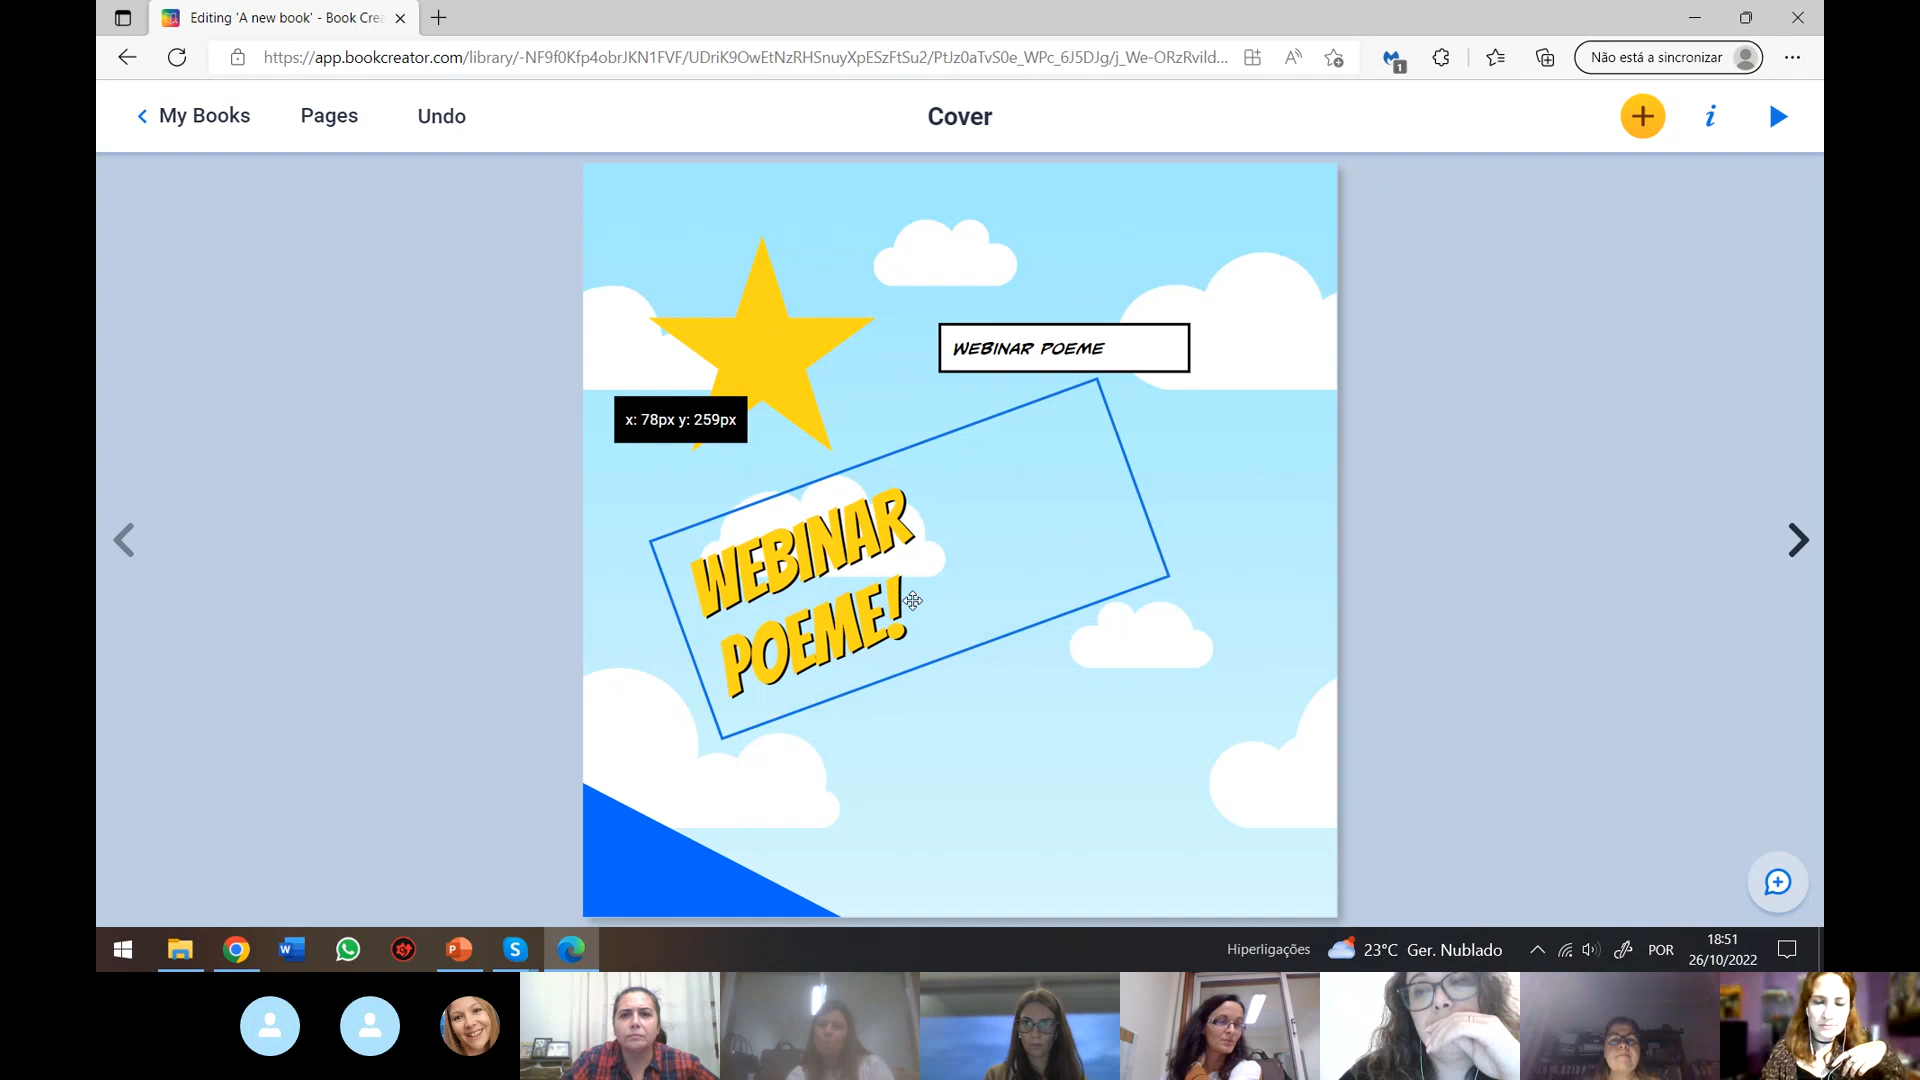 Editing 'A new book' - Book Crea
https://app.bookcreator.com/library/-NF9f0Kfp4obrJKN1FVF/UDriK9OwEtNzRHSnuyXpESzFtSu2/PtJz0aTvS0e_WPc_6J5DJg/j_We-ORzRvild...
1
Não está a sincronizar
My Books
Pages
Undo
Cover
WEBINAR POEME
x: 78px y: 259px
WEBINAR
POEME!
Hiperligações
23°C Ger. Nublado
POR
18:51
26/10/2022